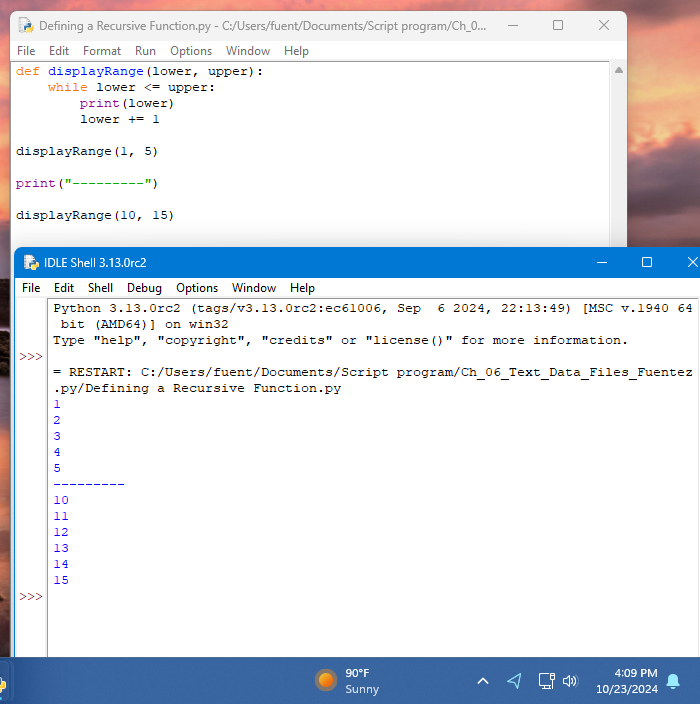 Defining a Recursive Function.py - C:/Users/fuent/Documents/Script program/Ch_0...
File Edit Format Run Options Window Help
def displayRange(lower, upper):
    while lower <= upper:
        print(lower)
        lower += 1
displayRange(1, 5)
print("---------")
displayRange(10, 15)
IDLE Shell 3.13.0rc2
File Edit Shell Debug Options Window Help
Python 3.13.0rc2 (tags/v3.13.0rc2:ec61006, Sep  6 2024, 22:13:49) [MSC v.1940 64
 bit (AMD64)] on win32
Type "help", "copyright", "credits" or "license()" for more information.
>>>
= RESTART: C:/Users/fuent/Documents/Script program/Ch_06_Text_Data_Files_Fuentez
.py/Defining a Recursive Function.py
1
2
3
4
5
---------
10
11
12
13
14
15
>>>
90°F
Sunny
4:09 PM
10/23/2024